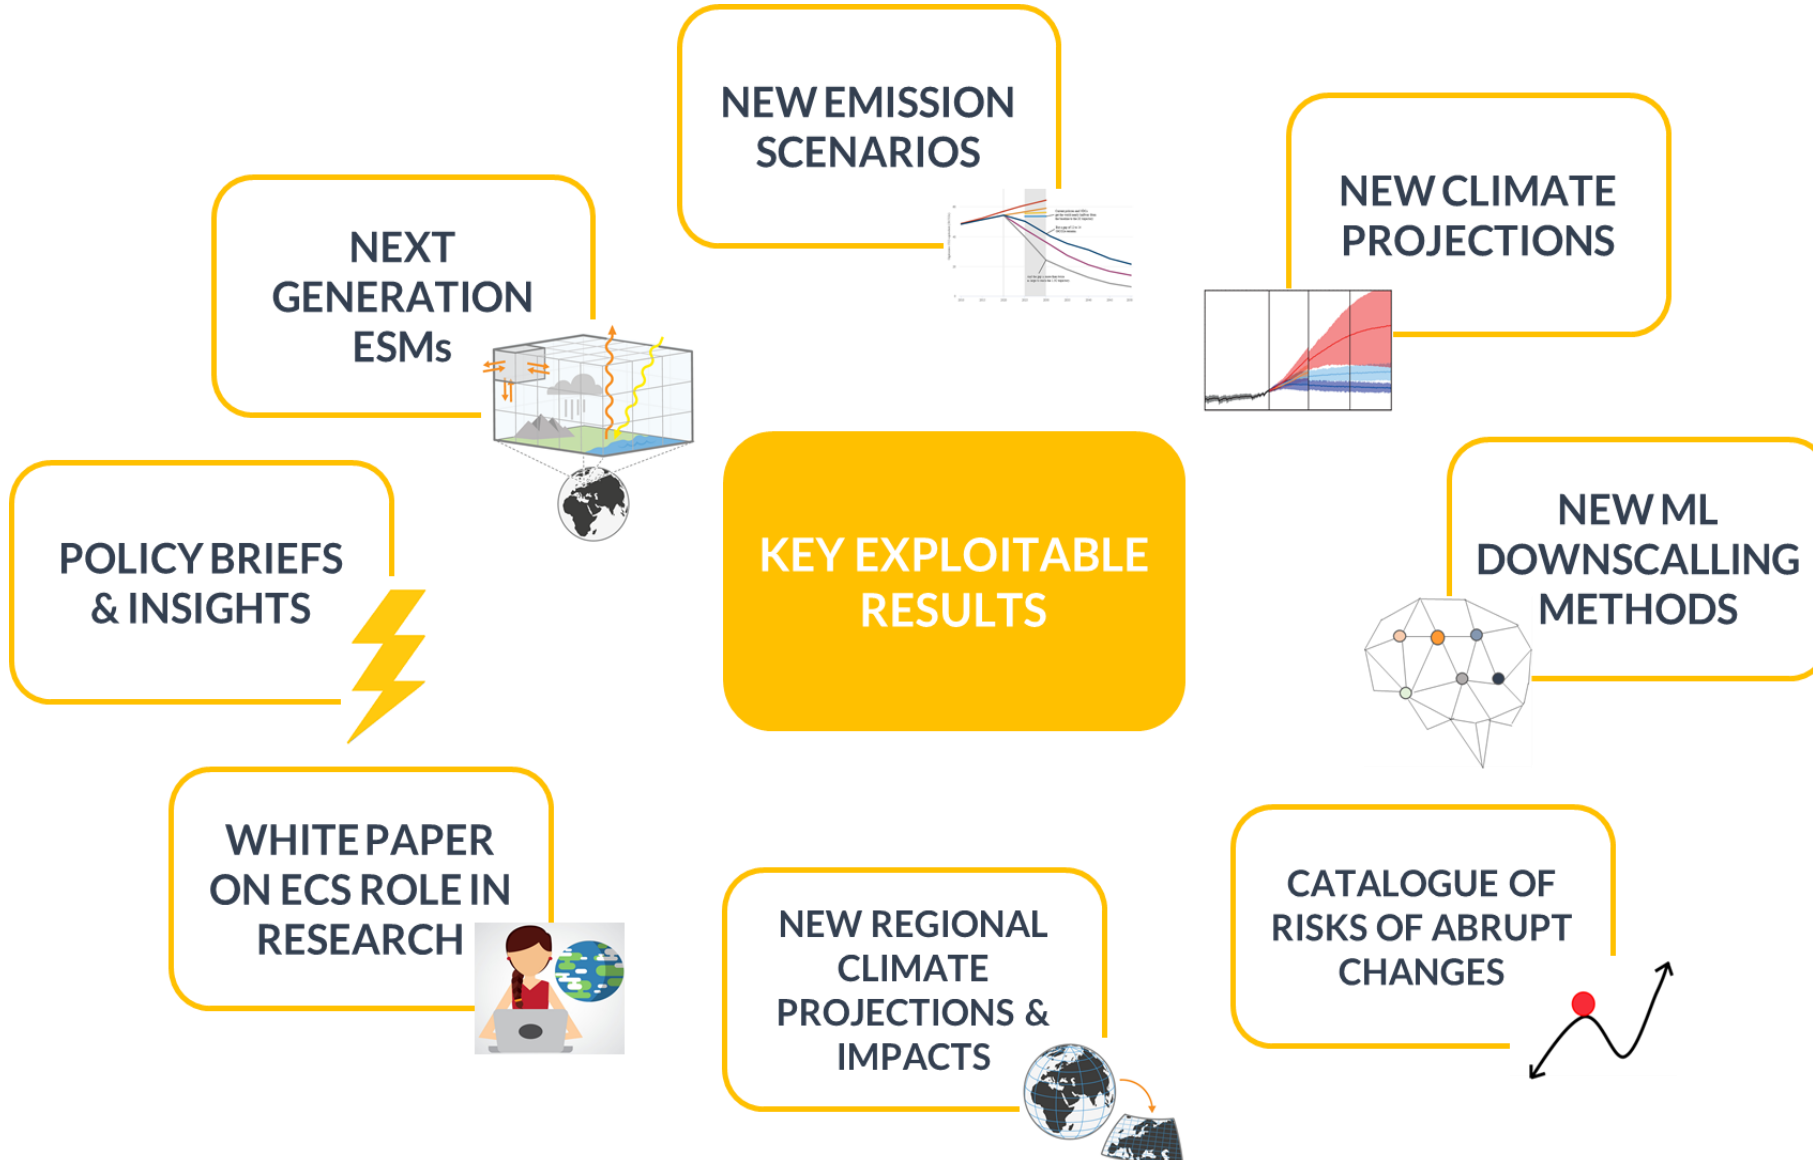 NEW EMISSION
SCENARIOS
NEW CLIMATE
PROJECTIONS
NEXT
GENERATION
ESMs
NEW ML
DOWNSCALLING
METHODS
KEY EXPLOITABLE
RESULTS
POLICY BRIEFS
& INSIGHTS
WHITE PAPER
ON ECS ROLE IN
RESEARCH
CATALOGUE OF
RISKS OF ABRUPT
CHANGES
NEW REGIONAL
CLIMATE
PROJECTIONS &
IMPACTS